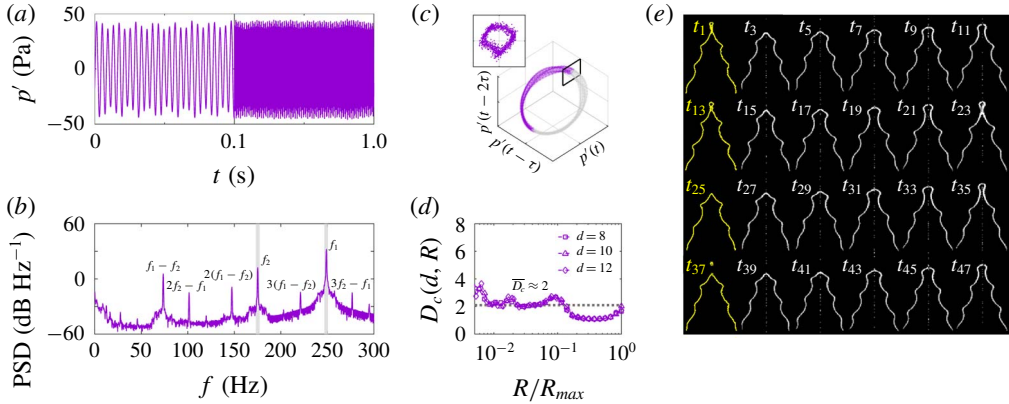 (a)
p′ (Pa)
50
0
−50
0
0.1
1.0
t (s)
(b)
PSD (dB Hz−1)
60
0
−60
f1 − f2
2f2 − f1
2(f1 − f2)
f2
3(f1 − f2)
f1
3f2 − f1
0
50
100
150
200
250
300
f (Hz)
(c)
p′(t − 2τ)
p′(t − τ)
p′(t)
(d)
Dc(d, R)
8
6
4
2
0
d = 8
d = 10
d = 12
Dc ≈ 2
10−2
10−1
100
R/Rmax
(e)
t1 t3 t5 t7 t9 t11
t13 t15 t17 t19 t21 t23
t25 t27 t29 t31 t33 t35
t37 t39 t41 t43 t45 t47